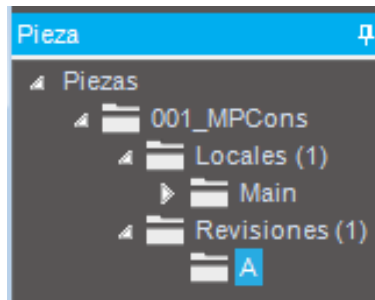 Pieza
Piezas
001_MPCons
Locales (1)
Main
Revisiones (1)
A